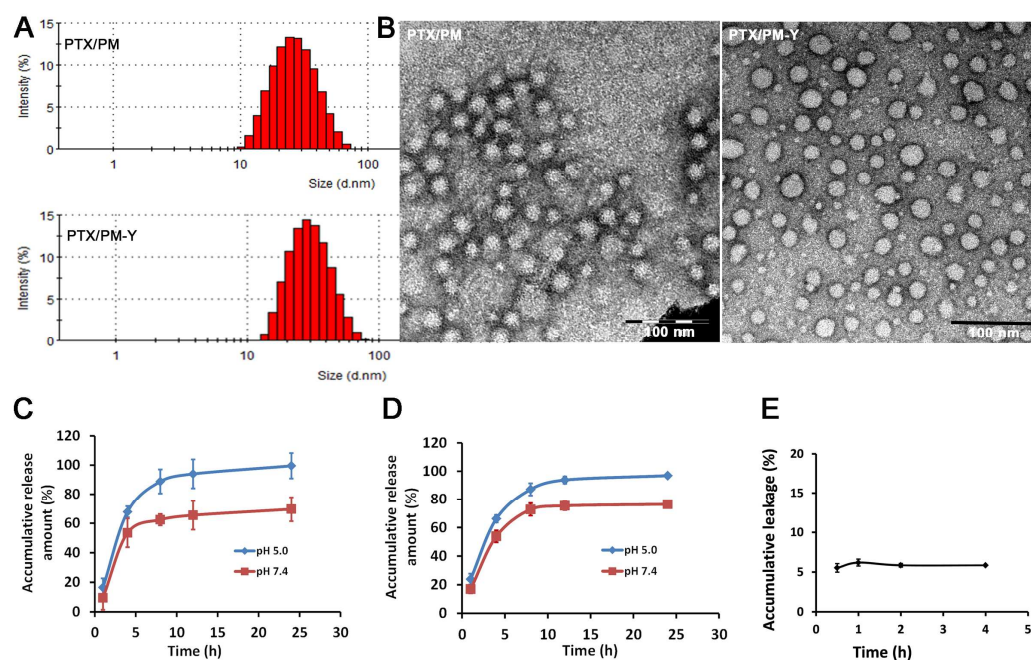 A
PTX/PM
15
10
5
0
Intensity (%)
1
10
100
Size (d.nm)
PTX/PM-Y
15
10
5
0
Intensity (%)
1
10
100
Size (d.nm)
B
PTX/PM
100 nm
PTX/PM-Y
100 nm
C
Accumulative release
amount (%)
120
100
80
60
40
20
0
pH 5.0
pH 7.4
0 5 10 15 20 25 30
Time (h)
D
Accumulative release
amount (%)
120
100
80
60
40
20
0
pH 5.0
pH 7.4
0 5 10 15 20 25 30
Time (h)
E
Accumulative leakage (%)
20
15
10
5
0
0 1 2 3 4 5
Time (h)